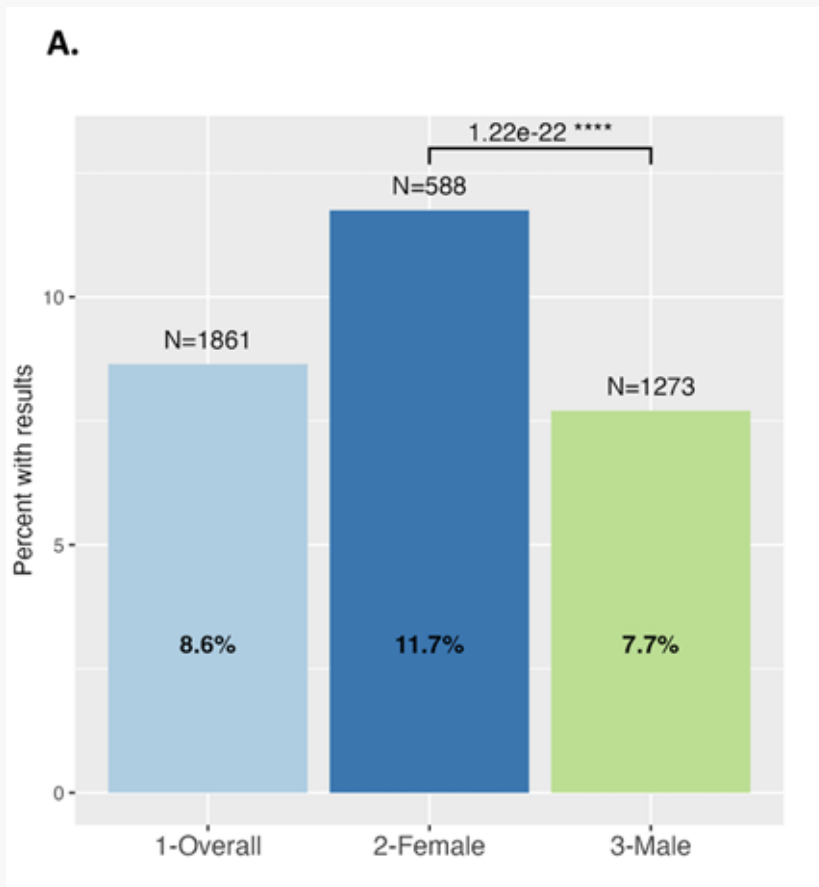 A.
1.22e-22 ****
N=588
N=1861
N=1273
10
5
0
Percent with results
8.6%
11.7%
7.7%
1-Overall
2-Female
3-Male